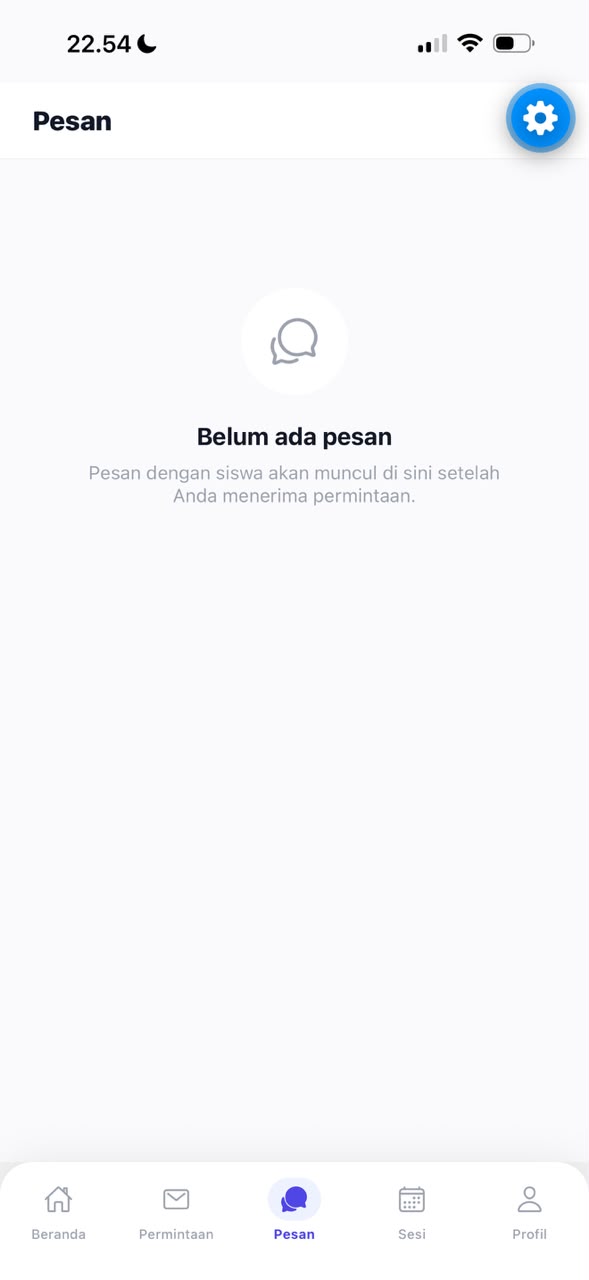 22.54
Pesan
Belum ada pesan
Pesan dengan siswa akan muncul di sini setelah
Anda menerima permintaan.
Beranda
Permintaan
Pesan
Sesi
Profil